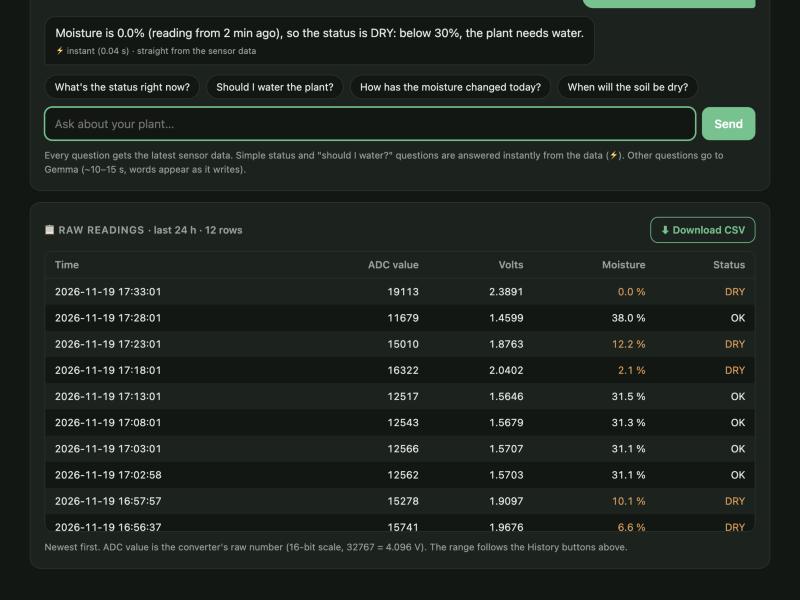 Moisture is 0.0% (reading from 2 min ago), so the status is DRY: below 30%, the plant needs water.
⚡ instant (0.04 s) · straight from the sensor data
What's the status right now? Should I water the plant? How has the moisture changed today? When will the soil be dry?
Ask about your plant... Send
Every question gets the latest sensor data. Simple status and "should I water?" questions are answered instantly from the data (⚡). Other questions go to
Gemma (~10–15 s, words appear as it writes).
📋 RAW READINGS · last 24 h · 12 rows ⬇ Download CSV
Time ADC value Volts Moisture Status
2026-11-19 17:33:01 19113 2.3891 0.0 % DRY
2026-11-19 17:28:01 11679 1.4599 38.0 % OK
2026-11-19 17:23:01 15010 1.8763 12.2 % DRY
2026-11-19 17:18:01 16322 2.0402 2.1 % DRY
2026-11-19 17:13:01 12517 1.5646 31.5 % OK
2026-11-19 17:08:01 12543 1.5679 31.3 % OK
2026-11-19 17:03:01 12566 1.5707 31.1 % OK
2026-11-19 17:02:58 12562 1.5703 31.1 % OK
2026-11-19 16:57:57 15278 1.9097 10.1 % DRY
2026-11-19 16:56:37 15741 1.9676 6.6 % DRY
Newest first. ADC value is the converter's raw number (16-bit scale, 32767 = 4.096 V). The range follows the History buttons above.